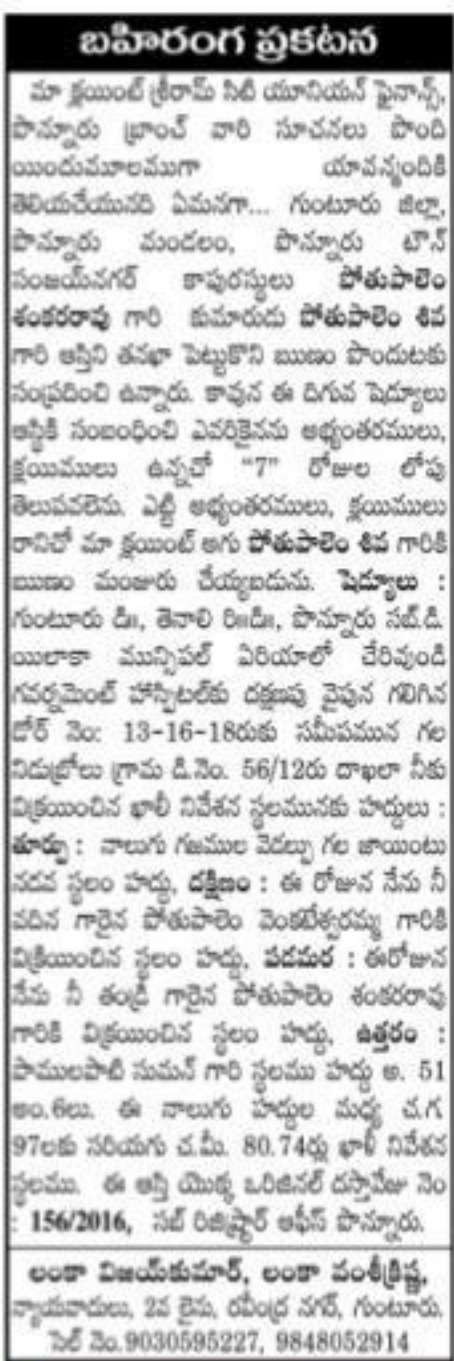 బహిరంగ ప్రకటన
మా క్లయింట్ శ్రీరామ్ సిటీ యూనియన్ ఫైనాన్స్,
పొన్నూరు బ్రాంచ్ వారి సూచనలు పొంది
యిందుమూలముగా యావన్మందికి
తెలియచేయునది ఏమనగా... గుంటూరు జిల్లా,
పొన్నూరు మండలం, పొన్నూరు టౌన్
సంజయ్‌నగర్ కాపురస్థులు పోతుపాలెం
శంకరరావు గారి కుమారుడు పోతుపాలెం శివ
గారి ఆస్తిని తనఖా పెట్టుకొని ఋణం పొందుటకు
సంప్రదించి ఉన్నారు. కావున ఈ దిగువ షెడ్యూలు
ఆస్థికి సంబంధించి ఎవరికైనను అభ్యంతరములు,
క్లయిములు ఉన్నచో "7" రోజుల లోపు
తెలుపవలెను. ఎట్టి అభ్యంతరములు, క్లయిములు
రానిచో మా క్లయింట్ అగు పోతుపాలెం శివ గారికి
ఋణం మంజురు చేయ్యబడును. షెడ్యూలు :
గుంటూరు డిః, తెనాలి రిఃడిః, పొన్నూరు సబ్.డి.
యిలాకా మున్సిపల్ ఏరియాలో చేరివుండి
గవర్నమెంట్ హాస్పిటల్‌కు దక్షణపు వైపున గలిగిన
డోర్ నెం: 13-16-18రుకు సమీపమున గల
నిడుబ్రోలు గ్రామ డి.నెం. 56/12రు దాఖలా నీకు
విక్రయించిన ఖాళీ నివేశన స్థలమునకు హద్దులు :
తూర్పు : నాలుగు గజముల వెడల్పు గల జాయింటు
నడవ స్థలం హద్దు, దక్షిణం : ఈ రోజున నేను నీ
వదిన గారైన పోతుపాలెం వెంకటేశ్వరమ్మ గారికి
విక్రియించిన స్థలం హద్దు, పడమర : ఈరోజున
నేను నీ తండ్రి గారైన పోతుపాలెం శంకరరావు
గారికి విక్రయించిన స్థలం హద్దు, ఉత్తరం :
పాములపాటి సుమన్ గారి స్థలము హద్దు అ. 51
అం.6లు. ఈ నాలుగు హద్దుల మధ్య చ.గ
97లకు సరియగు చ.మీ. 80.74ర్లు ఖాళీ నివేశన
స్థలము. ఈ ఆస్తి యొక్క ఒరిజినల్ దస్తావేజు నెం
: 156/2016, సబ్ రిజిష్ట్రార్ ఆఫీస్ పొన్నూరు.
లంకా విజయ్‌కుమార్, లంకా వంశీక్రిష్ణ,
న్యాయవాదులు, 2వ లైను, రవీంద్ర నగర్, గుంటూరు.
సెల్ నెం.9030595227, 9848052914